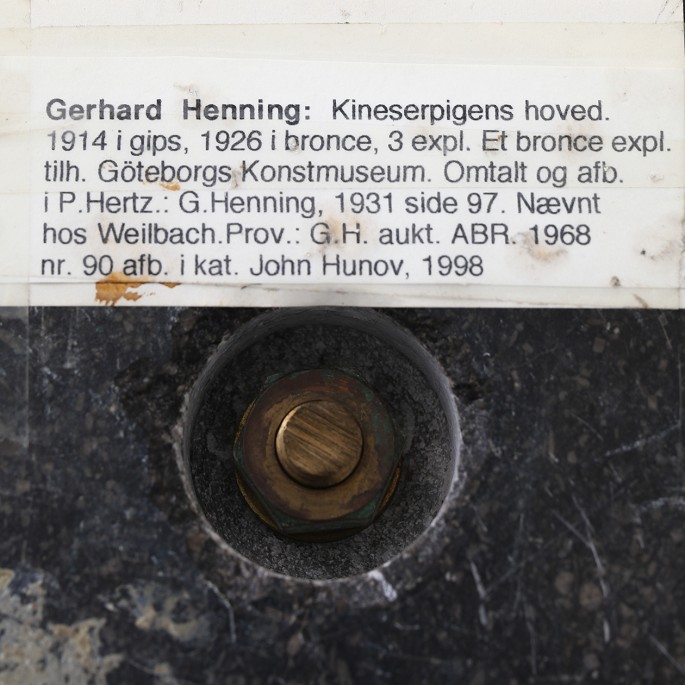 Gerhard Henning: Kineserpigens hoved.
1914 i gips, 1926 i bronce, 3 expl. Et bronce expl.
tilh. Göteborgs Konstmuseum. Omtalt og afb.
i P.Hertz.: G.Henning, 1931 side 97. Nævnt
hos Weilbach.Prov.: G.H. aukt. ABR. 1968
nr. 90 afb. i kat. John Hunov, 1998